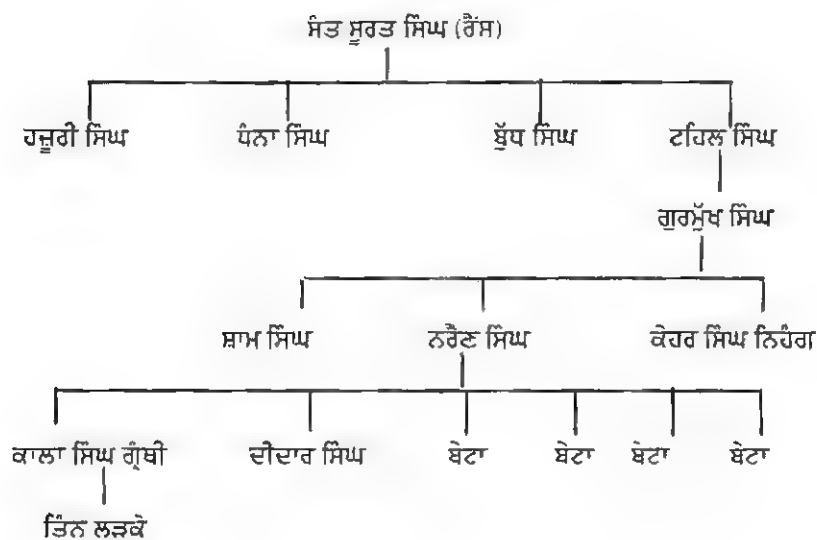 ਸੰਤ ਸੂਰਤ ਸਿੰਘ (ਰੈਂਸ)
ਹਜ਼ੂਰੀ ਸਿੰਘ ਧੰਨਾ ਸਿੰਘ ਬੁੱਧ ਸਿੰਘ ਟਹਿਲ ਸਿੰਘ
ਗੁਰਮੁੱਖ ਸਿੰਘ
ਸ਼ਾਮ ਸਿੰਘ ਨਰੈਣ ਸਿੰਘ ਕੇਹਰ ਸਿੰਘ ਨਿਹੰਗ
ਕਾਲਾ ਸਿੰਘ ਗ੍ਰੰਥੀ ਦੀਦਾਰ ਸਿੰਘ ਬੇਟਾ ਬੇਟਾ ਬੇਟਾ ਬੇਟਾ
ਤਿੰਨ ਲੜਕੇ